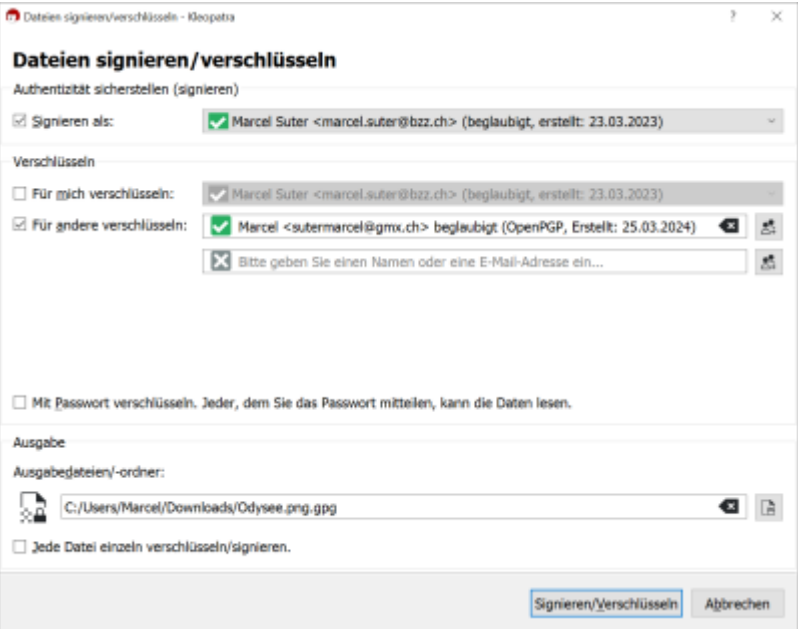 Dateien signieren/verschlüsseln - Kleopatra
?
Dateien signieren/verschlüsseln
Authentizität sicherstellen (signieren)
Signieren als: Marcel Suter <marcel.suter@bzz.ch> (beglaubigt, erstellt: 23.03.2023)
Verschlüsseln
Für mich verschlüsseln: Marcel Suter <marcel.suter@bzz.ch> (beglaubigt, erstellt: 23.03.2023)
Für andere verschlüsseln: Marcel <sutermarcel@gmx.ch> beglaubigt (OpenPGP, Erstellt: 25.03.2024)
Bitte geben Sie einen Namen oder eine E-Mail-Adresse ein...
Mit Passwort verschlüsseln. Jeder, dem Sie das Passwort mitteilen, kann die Daten lesen.
Ausgabe
Ausgabedateien/-ordner:
C:/Users/Marcel/Downloads/Odysee.png.gpg
Jede Datei einzeln verschlüsseln/signieren.
Signieren/Verschlüsseln Abbrechen